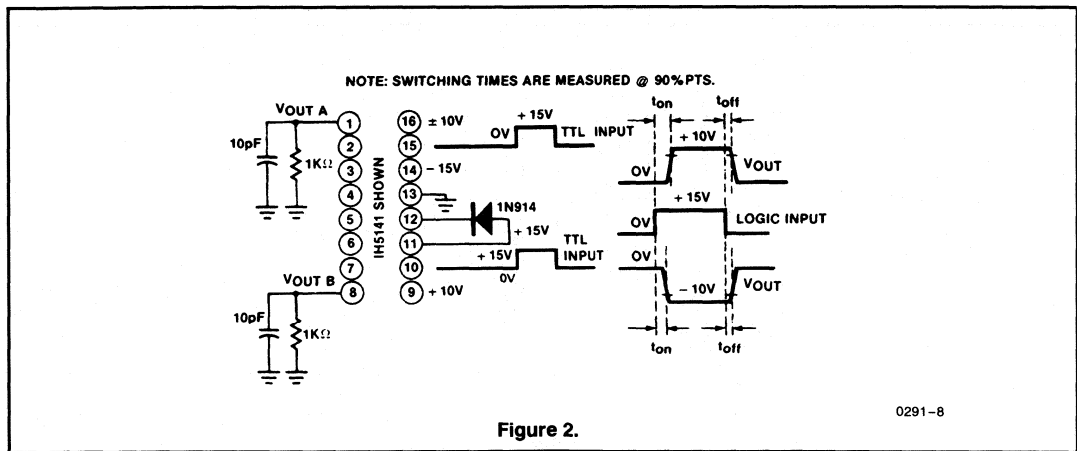 NOTE: SWITCHING TIMES ARE MEASURED @ 90% PTS.
VOUT A
10pF
1KΩ
1
2
3
4
5
6
7
8
IH5141 SHOWN
16 ± 10V
15
14 - 15V
13
12
11
10
9 + 10V
0V
+ 15V
TTL INPUT
1N914
+ 15V
+ 15V
0V
TTL
INPUT
VOUT B
10pF
1KΩ
ton
toff
+ 10V
0V
VOUT
+ 15V
0V
LOGIC INPUT
0V
- 10V
VOUT
ton
toff
0291-8
Figure 2.